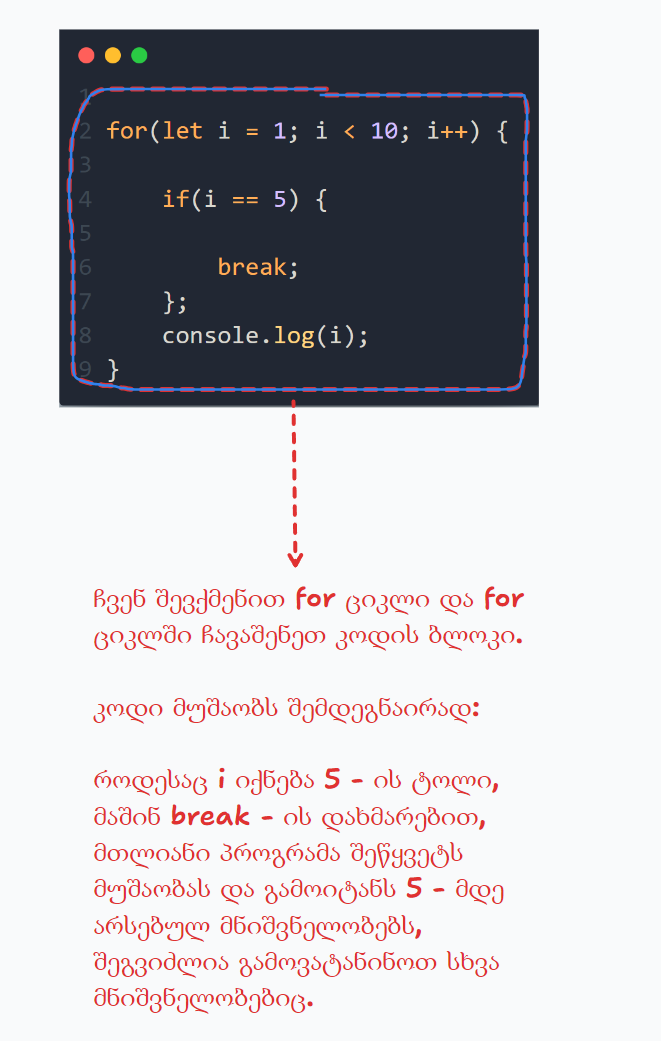 1
2 for(let i = 1; i < 10; i++) {
3
4 if(i == 5) {
5
6 break;
7 };
8 console.log(i);
9 }
ჩვენ შევქმენით for ციკლი და for
ციკლში ჩავაშენეთ კოდის ბლოკი.
კოდი მუშაობს შემდეგნაირად:
როდესაც i იქნება 5 - ის ტოლი,
მაშინ break - ის დახმარებით,
მთლიანი პროგრამა შეწყვეტს
მუშაობას და გამოიტანს 5 - მდე
არსებულ მნიშვნელობებს,
შეგვიძლია გამოვატანინოთ სხვა
მნიშვნელობებიც.